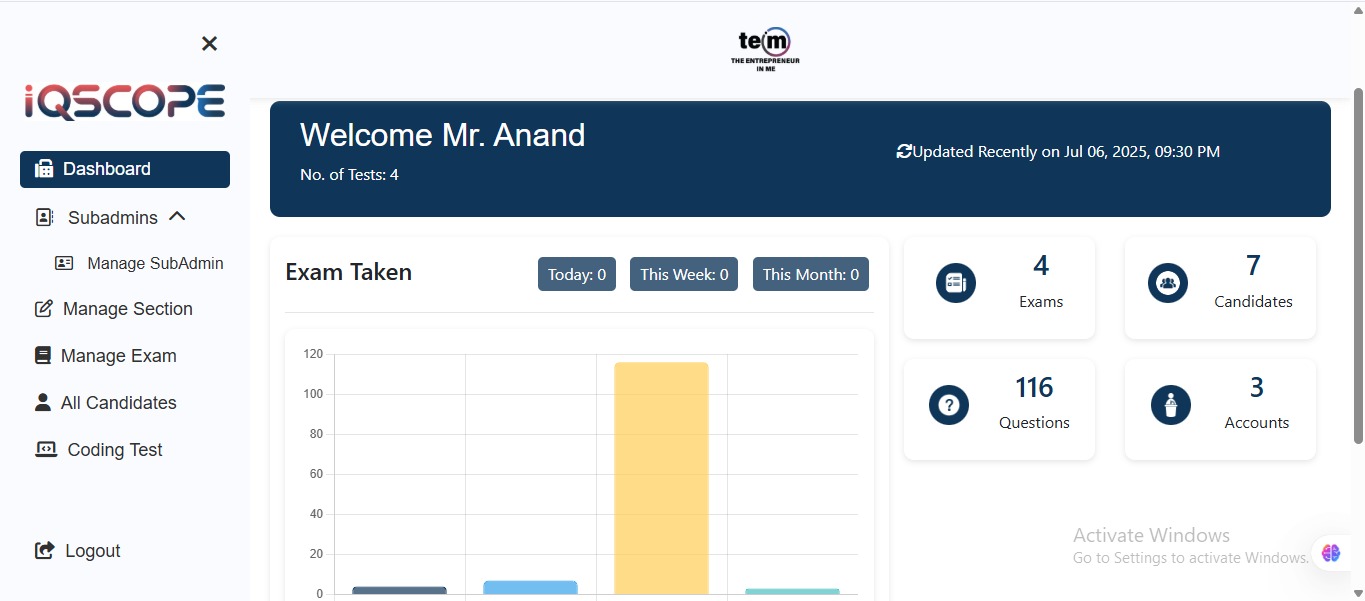 te(m
THE ENTREPRENEUR
IN ME
iQSCOPE
Dashboard
Subadmins
Manage SubAdmin
Manage Section
Manage Exam
All Candidates
Coding Test
Logout
Welcome Mr. Anand
No. of Tests: 4
Updated Recently on Jul 06, 2025, 09:30 PM
Exam Taken
Today: 0
This Week: 0
This Month: 0
120
100
80
60
40
20
0
4
Exams
7
Candidates
116
Questions
3
Accounts
Activate Windows
Go to Settings to activate Windows.